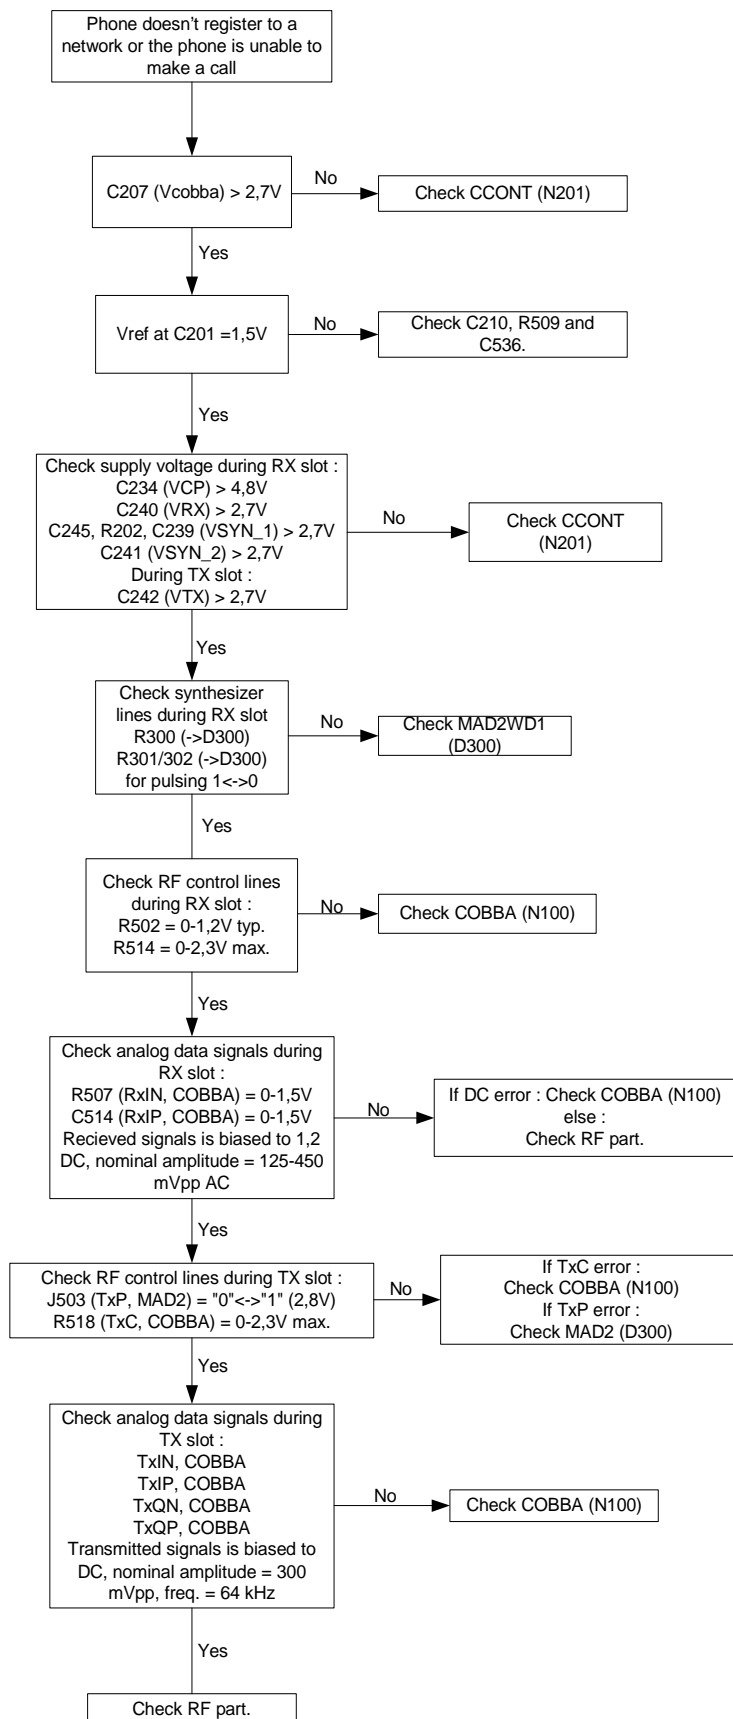 Phone doesn't register to a
network or the phone is unable to
make a call
C207 (Vcobba) > 2,7V
No
Check CCONT (N201)
Yes
Vref at C201 =1,5V
No
Check C210, R509 and
C536.
Yes
Check supply voltage during RX slot :
C234 (VCP) > 4,8V
C240 (VRX) > 2,7V
C245, R202, C239 (VSYN_1) > 2,7V
C241 (VSYN_2) > 2,7V
During TX slot :
C242 (VTX) > 2,7V
No
Check CCONT
(N201)
Yes
Check synthesizer
lines during RX slot
R300 (->D300)
R301/302 (->D300)
for pulsing 1<->0
No
Check MAD2WD1
(D300)
Yes
Check RF control lines
during RX slot :
R502 = 0-1,2V typ.
R514 = 0-2,3V max.
No
Check COBBA (N100)
Yes
Check analog data signals during
RX slot :
R507 (RxIN, COBBA) = 0-1,5V
C514 (RxIP, COBBA) = 0-1,5V
Recieved signals is biased to 1,2
DC, nominal amplitude = 125-450
mVpp AC
No
If DC error : Check COBBA (N100)
else :
Check RF part.
Yes
Check RF control lines during TX slot :
J503 (TxP, MAD2) = "0"<->"1" (2,8V)
R518 (TxC, COBBA) = 0-2,3V max.
No
If TxC error :
Check COBBA (N100)
If TxP error :
Check MAD2 (D300)
Yes
Check analog data signals during
TX slot :
TxIN, COBBA
TxIP, COBBA
TxQN, COBBA
TxQP, COBBA
Transmitted signals is biased to
DC, nominal amplitude = 300
mVpp, freq. = 64 kHz
No
Check COBBA (N100)
Yes
Check RF part.